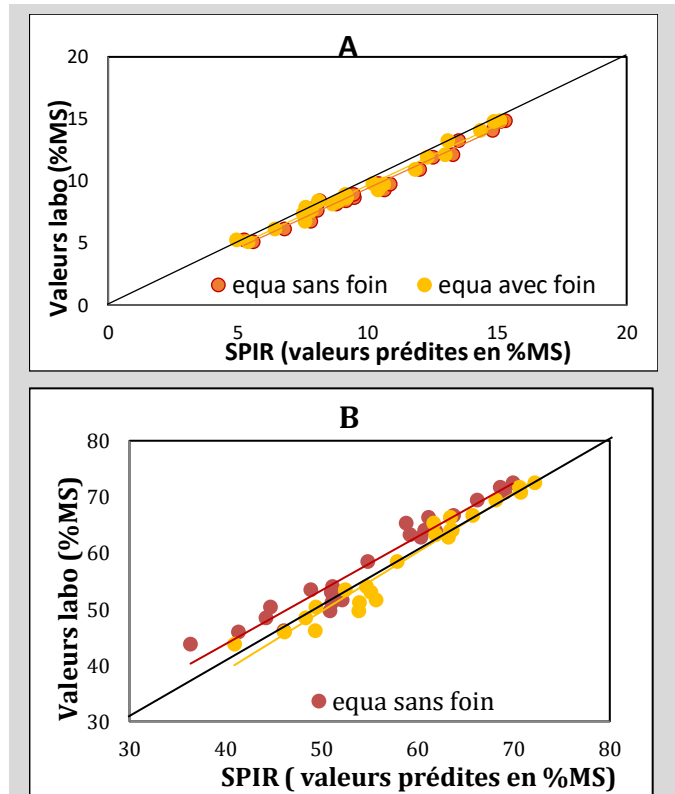 A
20
15
10
5
0
0 5 10 15 20
Valeurs labo (%MS)
equa sans foin equa avec foin
SPIR (valeurs prédites en %MS)
B
80
70
60
50
40
30
30 40 50 60 70 80
Valeurs labo (%MS)
equa sans foin
SPIR ( valeurs prédites en %MS)